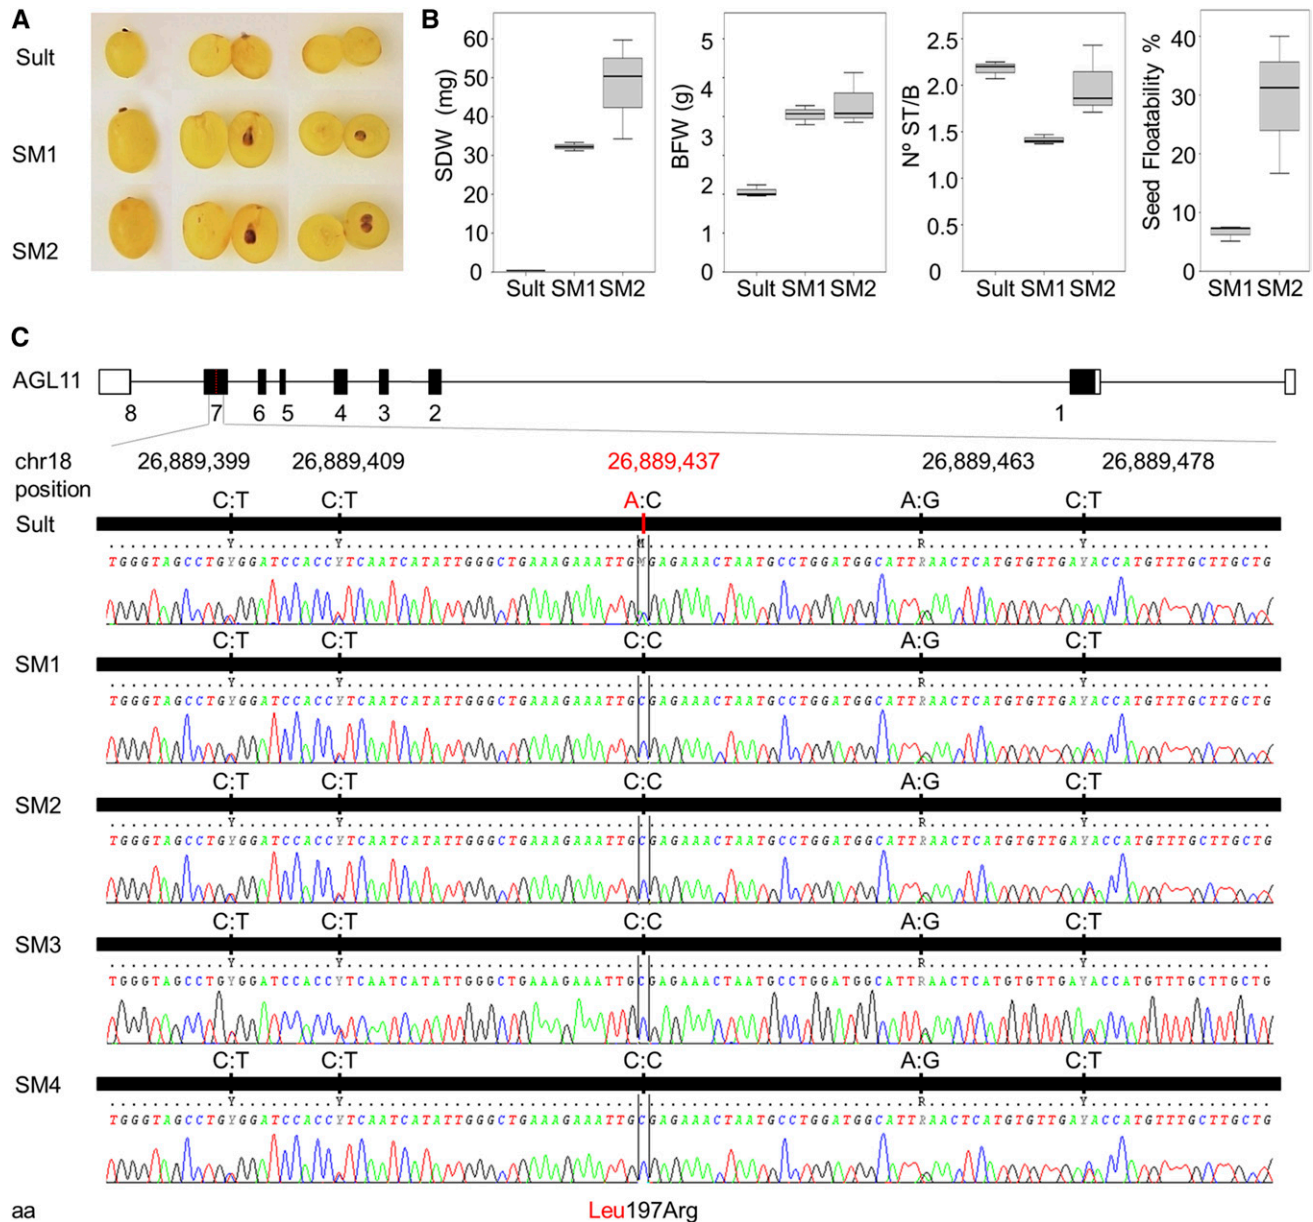 A
Sult
SM1
SM2
B
SDW (mg)
60
50
40
30
20
10
0
Sult SM1 SM2
BFW (g)
5
4
3
2
1
0
Sult SM1 SM2
Nº ST/B
2.5
2.0
1.5
1.0
0.5
0
Sult SM1 SM2
Seed Floatability %
40
30
20
10
0
SM1 SM2
C
AGL11
8 7 6 5 4 3 2 1
chr18 position
26,889,399 26,889,409 26,889,437 26,889,463 26,889,478
C:T C:T A:C A:G C:T
Sult
Y Y M R Y
TGGGTAGCCTGYGGATCCACCYTCAATCATATTGGGCTGAAAGAAATTGMGAGAAACTAATGCCTGGATGGCATTRAACTCATGTGTTGAYACCATGTTTGCTTGCTG
C:T C:T C:C A:G C:T
SM1
Y Y R Y
TGGGTAGCCTGYGGATCCACCYTCAATCATATTGGGCTGAAAGAAATTGCGAGAAACTAATGCCTGGATGGCATTRAACTCATGTGTTGAYACCATGTTTGCTTGCTG
C:T C:T C:C A:G C:T
SM2
Y Y R Y
TGGGTAGCCTGYGGATCCACCYTCAATCATATTGGGCTGAAAGAAATTGCGAGAAACTAATGCCTGGATGGCATTRAACTCATGTGTTGAYACCATGTTTGCTTGCTG
C:T C:T C:C A:G C:T
SM3
Y Y R Y
TGGGTAGCCTGYGGATCCACCYTCAATCATATTGGGCTGAAAGAAATTGCGAGAAACTAATGCCTGGATGGCATTRAACTCATGTGTTGAYACCATGTTTGCTTGCTG
C:T C:T C:C A:G C:T
SM4
Y Y R Y
TGGGTAGCCTGYGGATCCACCYTCAATCATATTGGGCTGAAAGAAATTGCGAGAAACTAATGCCTGGATGGCATTRAACTCATGTGTTGAYACCATGTTTGCTTGCTG
aa
Leu197Arg